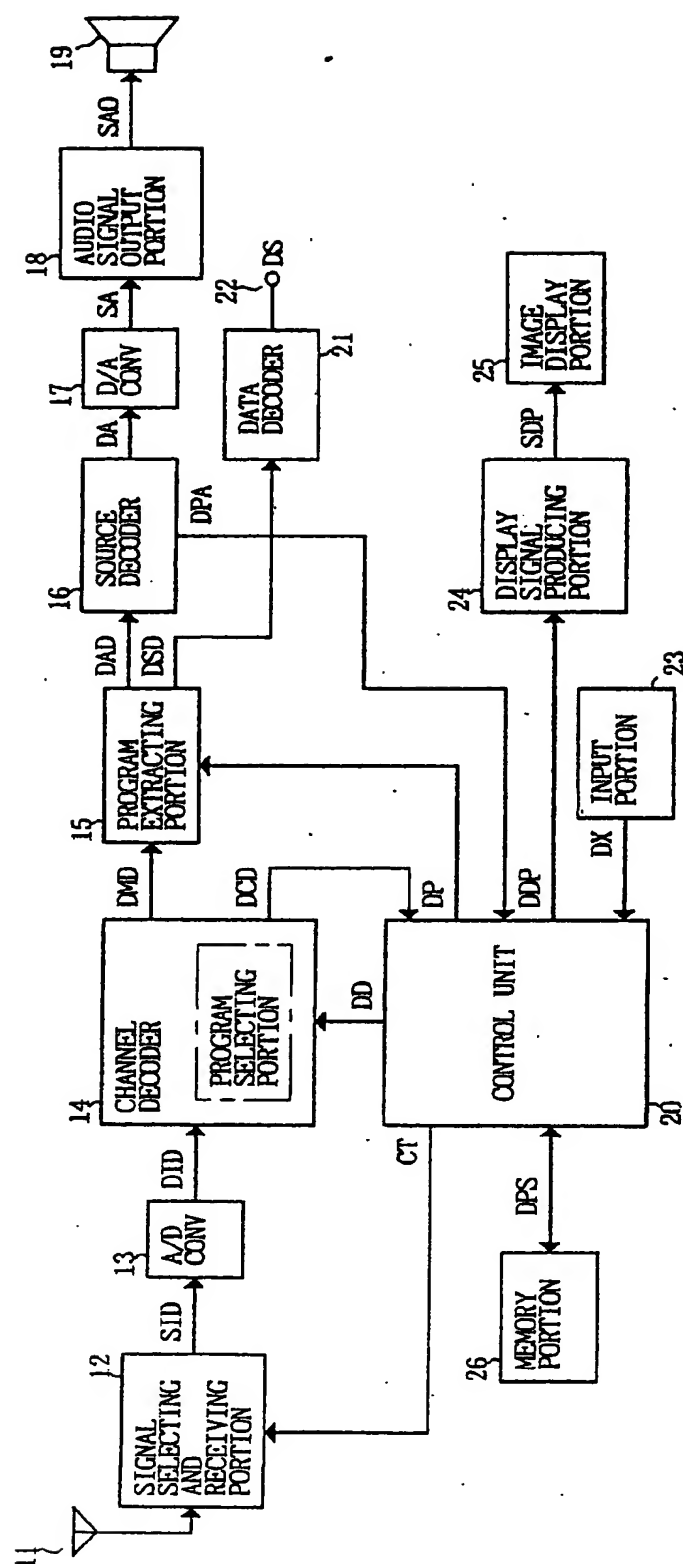 11
12
SIGNAL
SELECTING
AND
RECEIVING
PORTION
SID
13
A/D
CONV
DID
14
CHANNEL
DECODER
PROGRAM
SELECTING
PORTION
DMD
DCD
15
PROGRAM
EXTRACTING
PORTION
DAD
DSD
16
SOURCE
DECODER
DPA
DA
17
D/A
CONV
SA
18
AUDIO
SIGNAL
OUTPUT
PORTION
SAO
19
DATA
DECODER
21
22
DS
CT
DD
DP
CONTROL UNIT
20
DPS
26
MEMORY
PORTION
DDP
DX
INPUT
PORTION
23
24
DISPLAY
SIGNAL
PRODUCING
PORTION
SDP
25
IMAGE
DISPLAY
PORTION